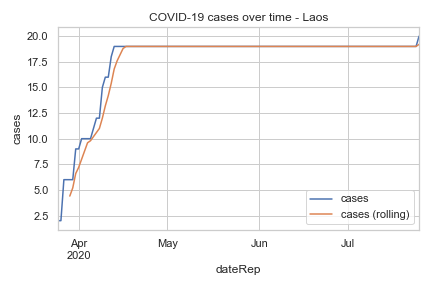 COVID-19 cases over time - Laos
20.0
17.5
15.0
12.5
10.0
7.5
5.0
2.5
cases
Apr
2020
May
Jun
Jul
dateRep
cases
cases (rolling)